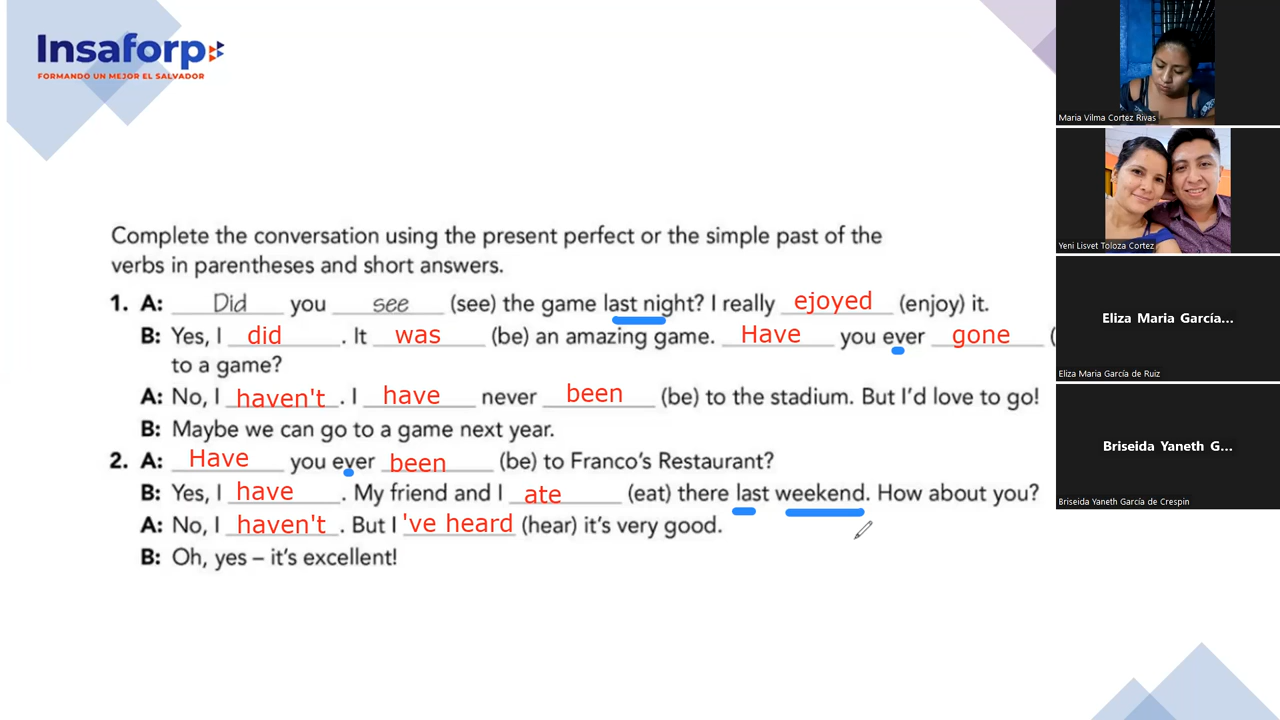 Insaforp
FORMANDO UN MEJOR EL SALVADOR
Complete the conversation using the present perfect or the simple past of the
verbs in parentheses and short answers.
1. A: Did you see (see) the game last night? I really ejoyed (enjoy) it.
B: Yes, I did. It was (be) an amazing game. Have you ever gone (
to a game?
A: No, I haven't. I have never been (be) to the stadium. But I'd love to go!
B: Maybe we can go to a game next year.
2. A: Have you ever been (be) to Franco's Restaurant?
B: Yes, I have. My friend and I ate (eat) there last weekend. How about you?
A: No, I haven't. But I 've heard (hear) it's very good.
B: Oh, yes – it's excellent!
Maria Vilma Cortez Rivas
Yeni Lisvet Toloza Cortez
Eliza Maria García...
Eliza Maria García de Ruiz
Briseida Yaneth G...
Briseida Yaneth García de Crespin